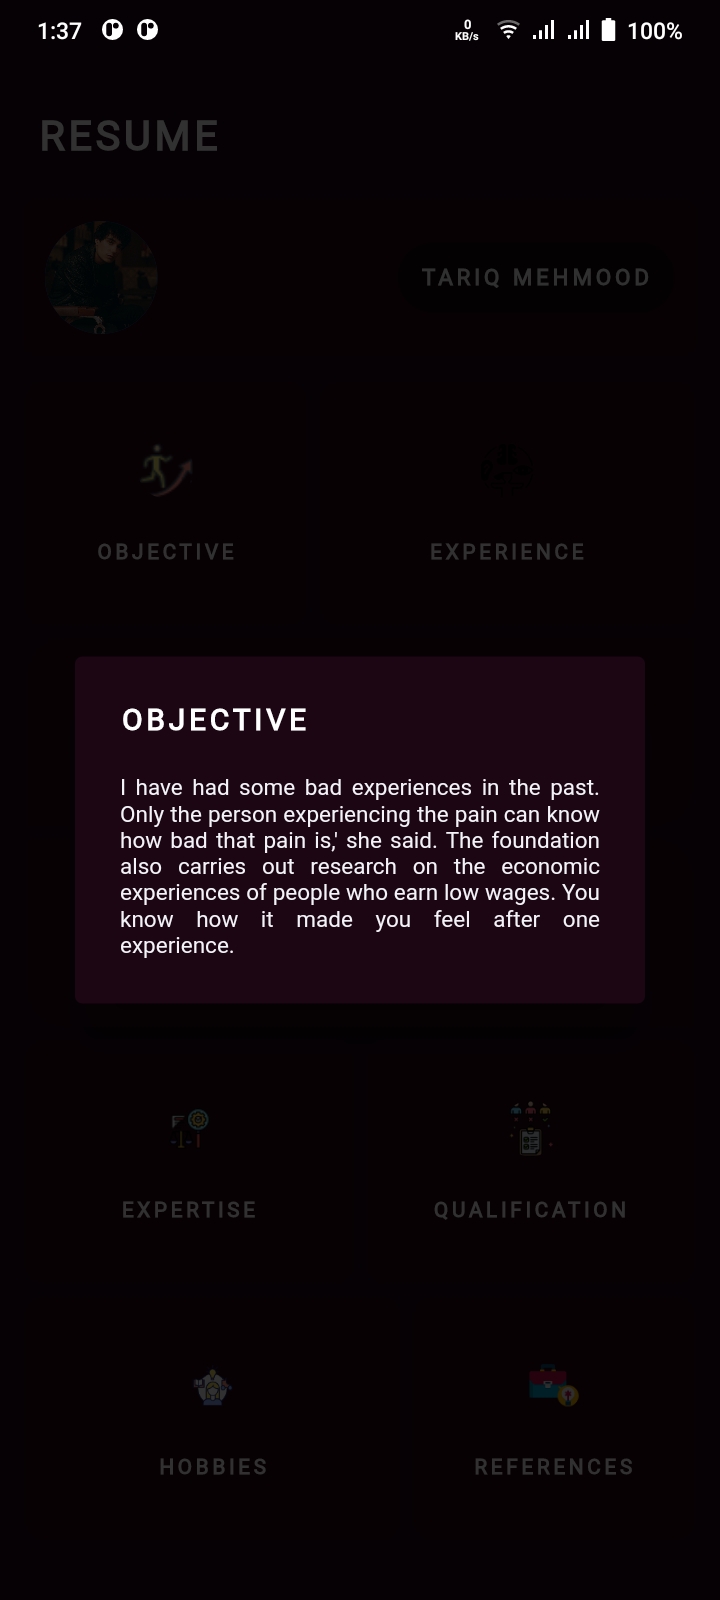 1:37 0 KB/s 100%
RESUME
TARIQ MEHMOOD
OBJECTIVE EXPERIENCE
OBJECTIVE
I have had some bad experiences in the past.
Only the person experiencing the pain can know
how bad that pain is,' she said. The foundation
also carries out research on the economic
experiences of people who earn low wages. You
know how it made you feel after one
experience.
EXPERTISE QUALIFICATION
HOBBIES REFERENCES